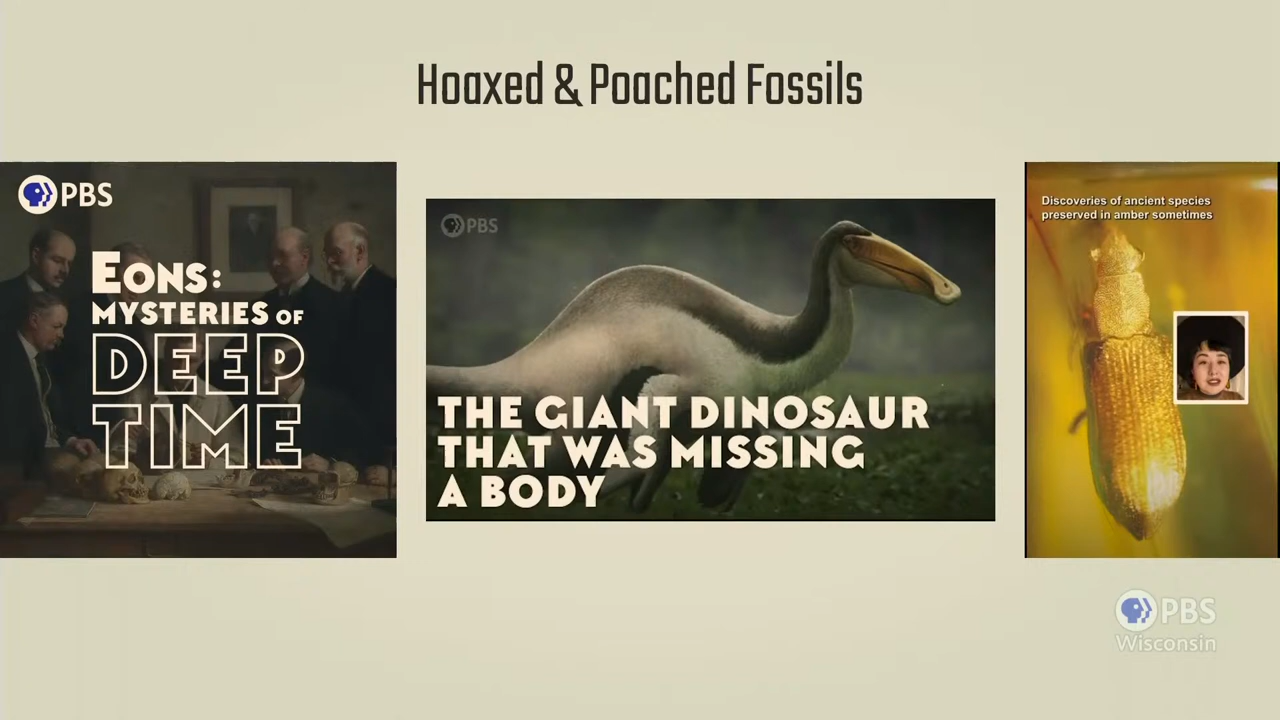 Hoaxed & Poached Fossils
PBS
EONS:
MYSTERIES OF
DEEP
TIME
PBS
THE GIANT DINOSAUR
THAT WAS MISSING
A BODY
Discoveries of ancient species
preserved in amber sometimes
PBS
Wisconsin